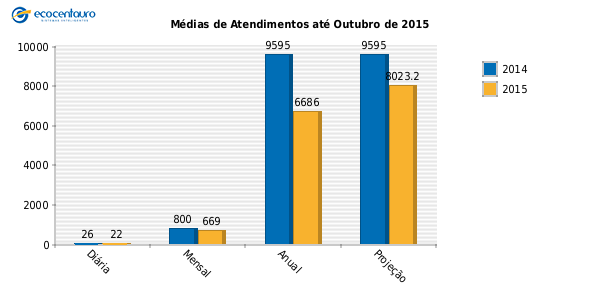 ecocentauro
Médias de Atendimentos até Outubro de 2015
10000
8000
6000
4000
2000
0
26
22
800
669
9595
6686
9595
8023.2
Diária
Mensal
Anual
Projeção
2014
2015